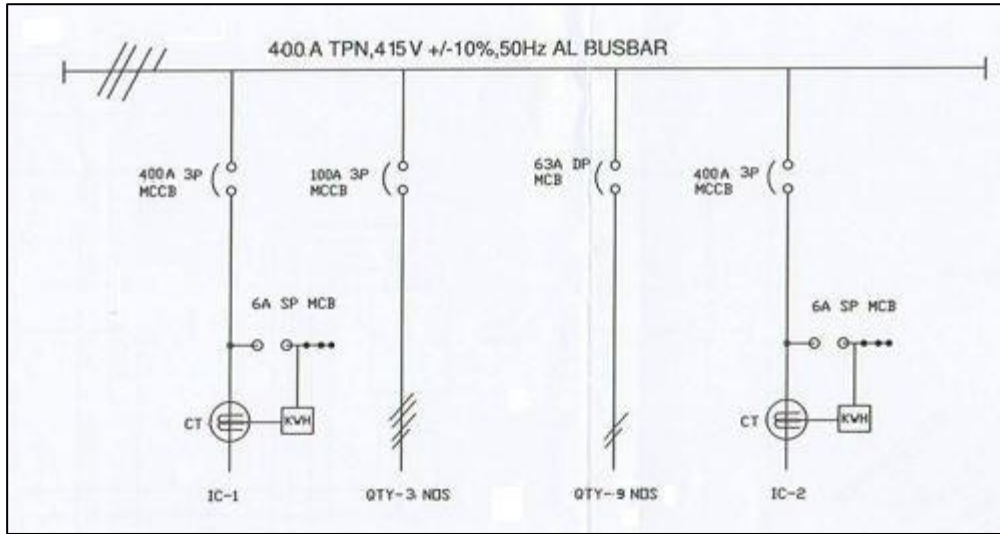 400 A TPN,415V +/-10%,50Hz AL BUSBAR
400A 3P
MCCB
100A 3P
MCCB
63A DP
MCB
400A 3P
MCCB
6A SP MCB
6A SP MCB
CT
KWH
CT
KWH
IC-1
QTY-3 NOS
QTY-9 NOS
IC-2